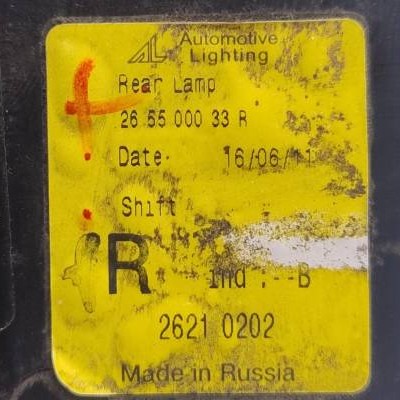 AL Automotive
Lighting
Rear Lamp
26 55 000 33 R
Date 16/06/11
Shift A
R Ind.--B
2621 0202
Made in Russia